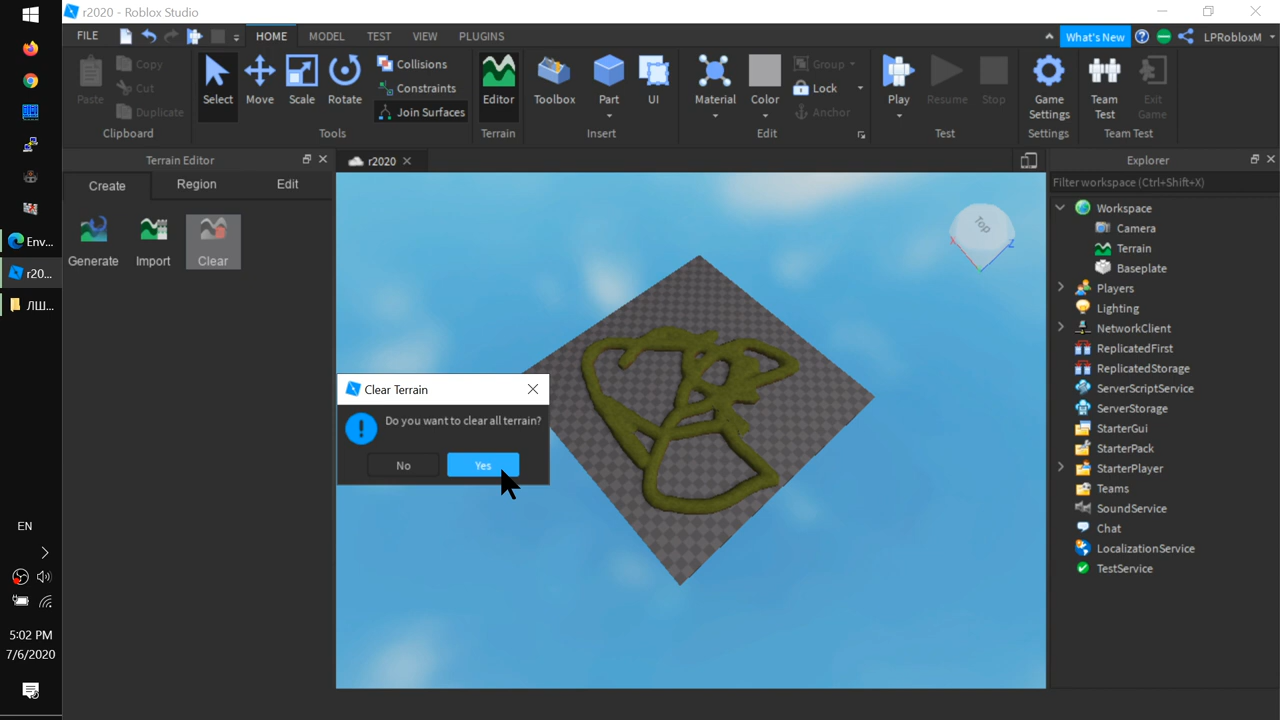 r2020 - Roblox Studio
FILE HOME MODEL TEST VIEW PLUGINS What's New LPRobloxM
Paste Copy Cut Duplicate Clipboard
Select Move Scale Rotate Collisions Constraints Join Surfaces Tools
Editor Terrain
Toolbox Part UI Insert
Material Color Group Lock Anchor Edit
Play Resume Stop Test
Game Settings Settings
Team Test Exit Game Team Test
Terrain Editor
Create Region Edit
Generate Import Clear
r2020
Top
X Z
Clear Terrain
Do you want to clear all terrain?
No Yes
Explorer
Filter workspace (Ctrl+Shift+X)
Workspace
Camera
Terrain
Baseplate
Players
Lighting
NetworkClient
ReplicatedFirst
ReplicatedStorage
ServerScriptService
ServerStorage
StarterGui
StarterPack
StarterPlayer
Teams
SoundService
Chat
LocalizationService
TestService
Env...
r20...
ЛШ...
EN
5:02 PM
7/6/2020